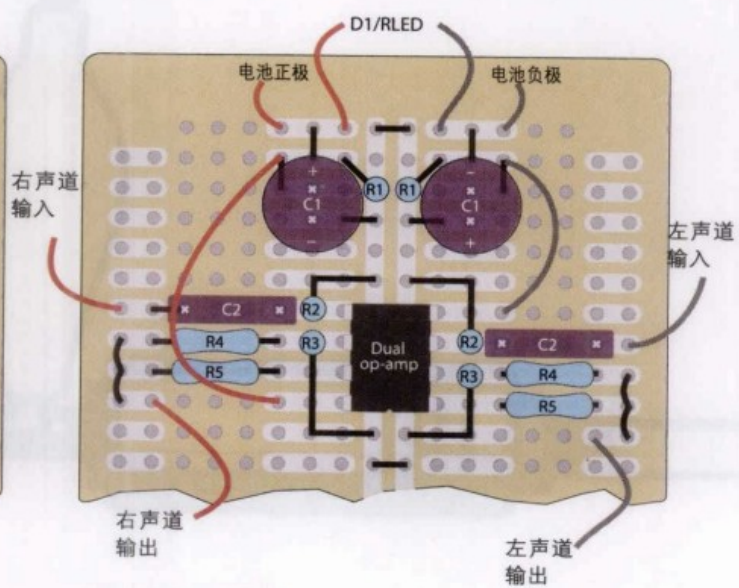 D1/RLED
电池正极
电池负极
右声道
输入
+
C1
−
R1
R1
−
C1
+
左声道
输入
C2
R2
R4
R3
R5
Dual
op-amp
R2
C2
R3
R4
R5
右声道
输出
左声道
输出